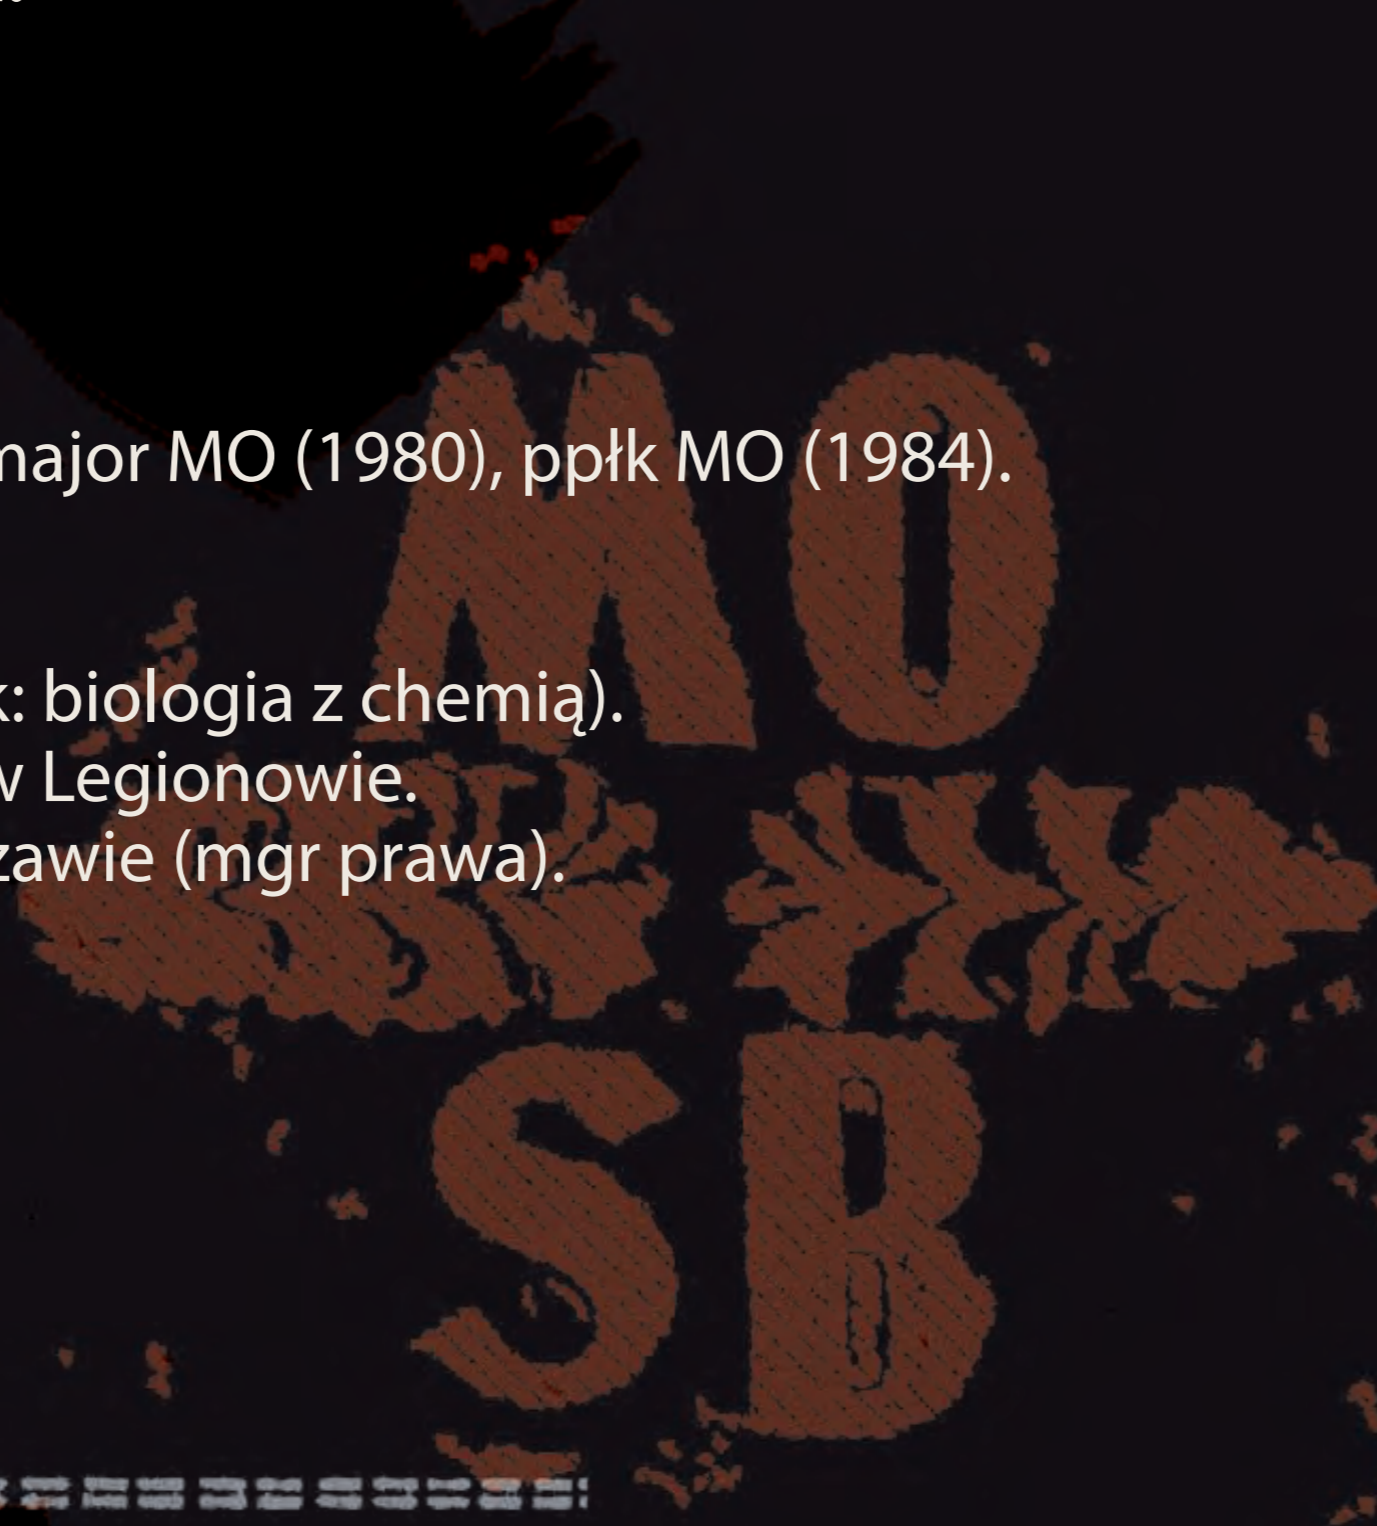 major MO (1980), ppłk MO (1984).
MO
k: biologia z chemią).
w Legionowie.
zawie (mgr prawa).
SB